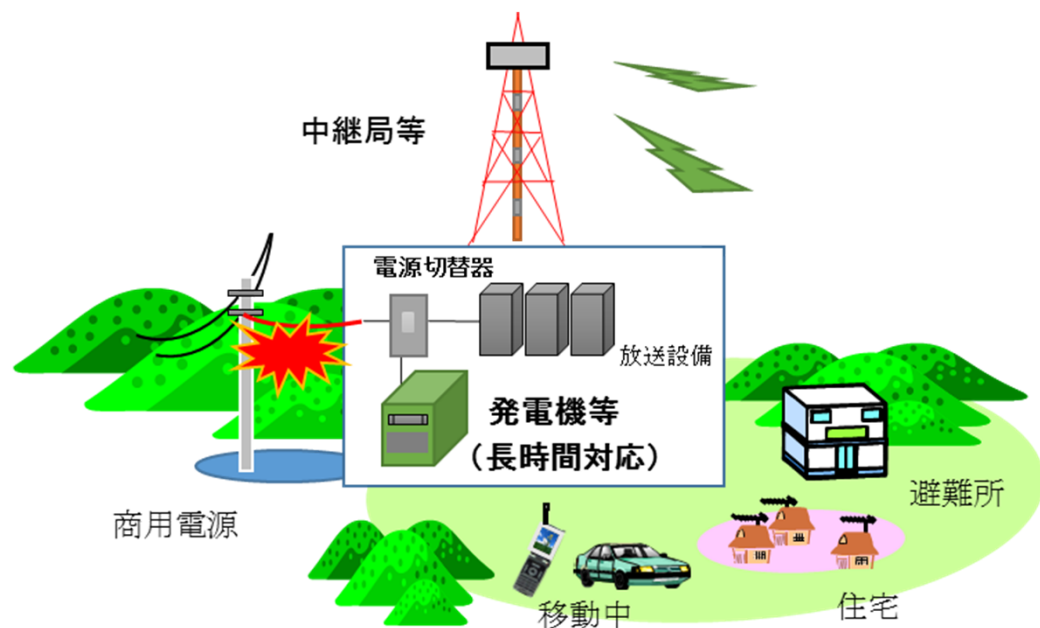 中継局等
電源切替器
放送設備
発電機等
（長時間対応）
商用電源
避難所
移動中
住宅